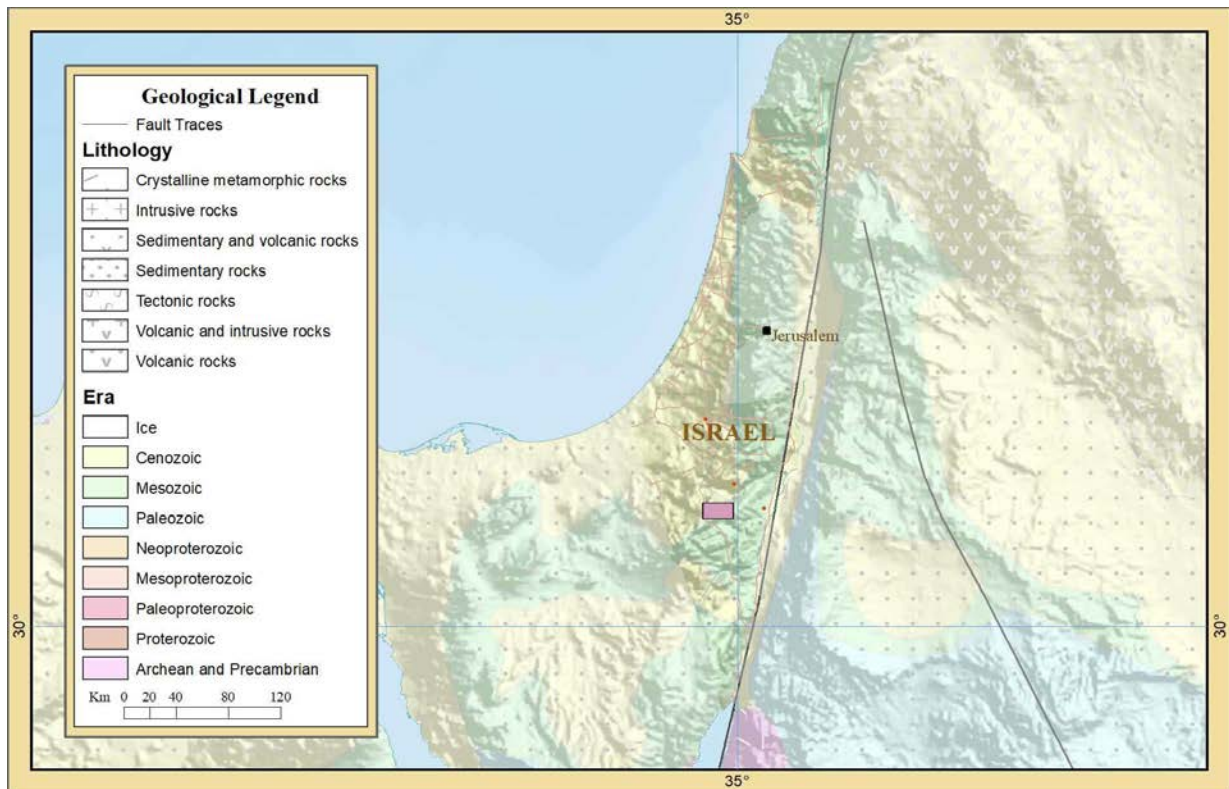 35°
Geological Legend
Fault Traces
Lithology
Crystalline metamorphic rocks
Intrusive rocks
Sedimentary and volcanic rocks
Sedimentary rocks
Tectonic rocks
Volcanic and intrusive rocks
Volcanic rocks
Era
Ice
Cenozoic
Mesozoic
Paleozoic
Neoproterozoic
Mesoproterozoic
Paleoproterozoic
Proterozoic
Archean and Precambrian
Km 0 20 40 80 120
Jerusalem
ISRAEL
30°
30°
35°